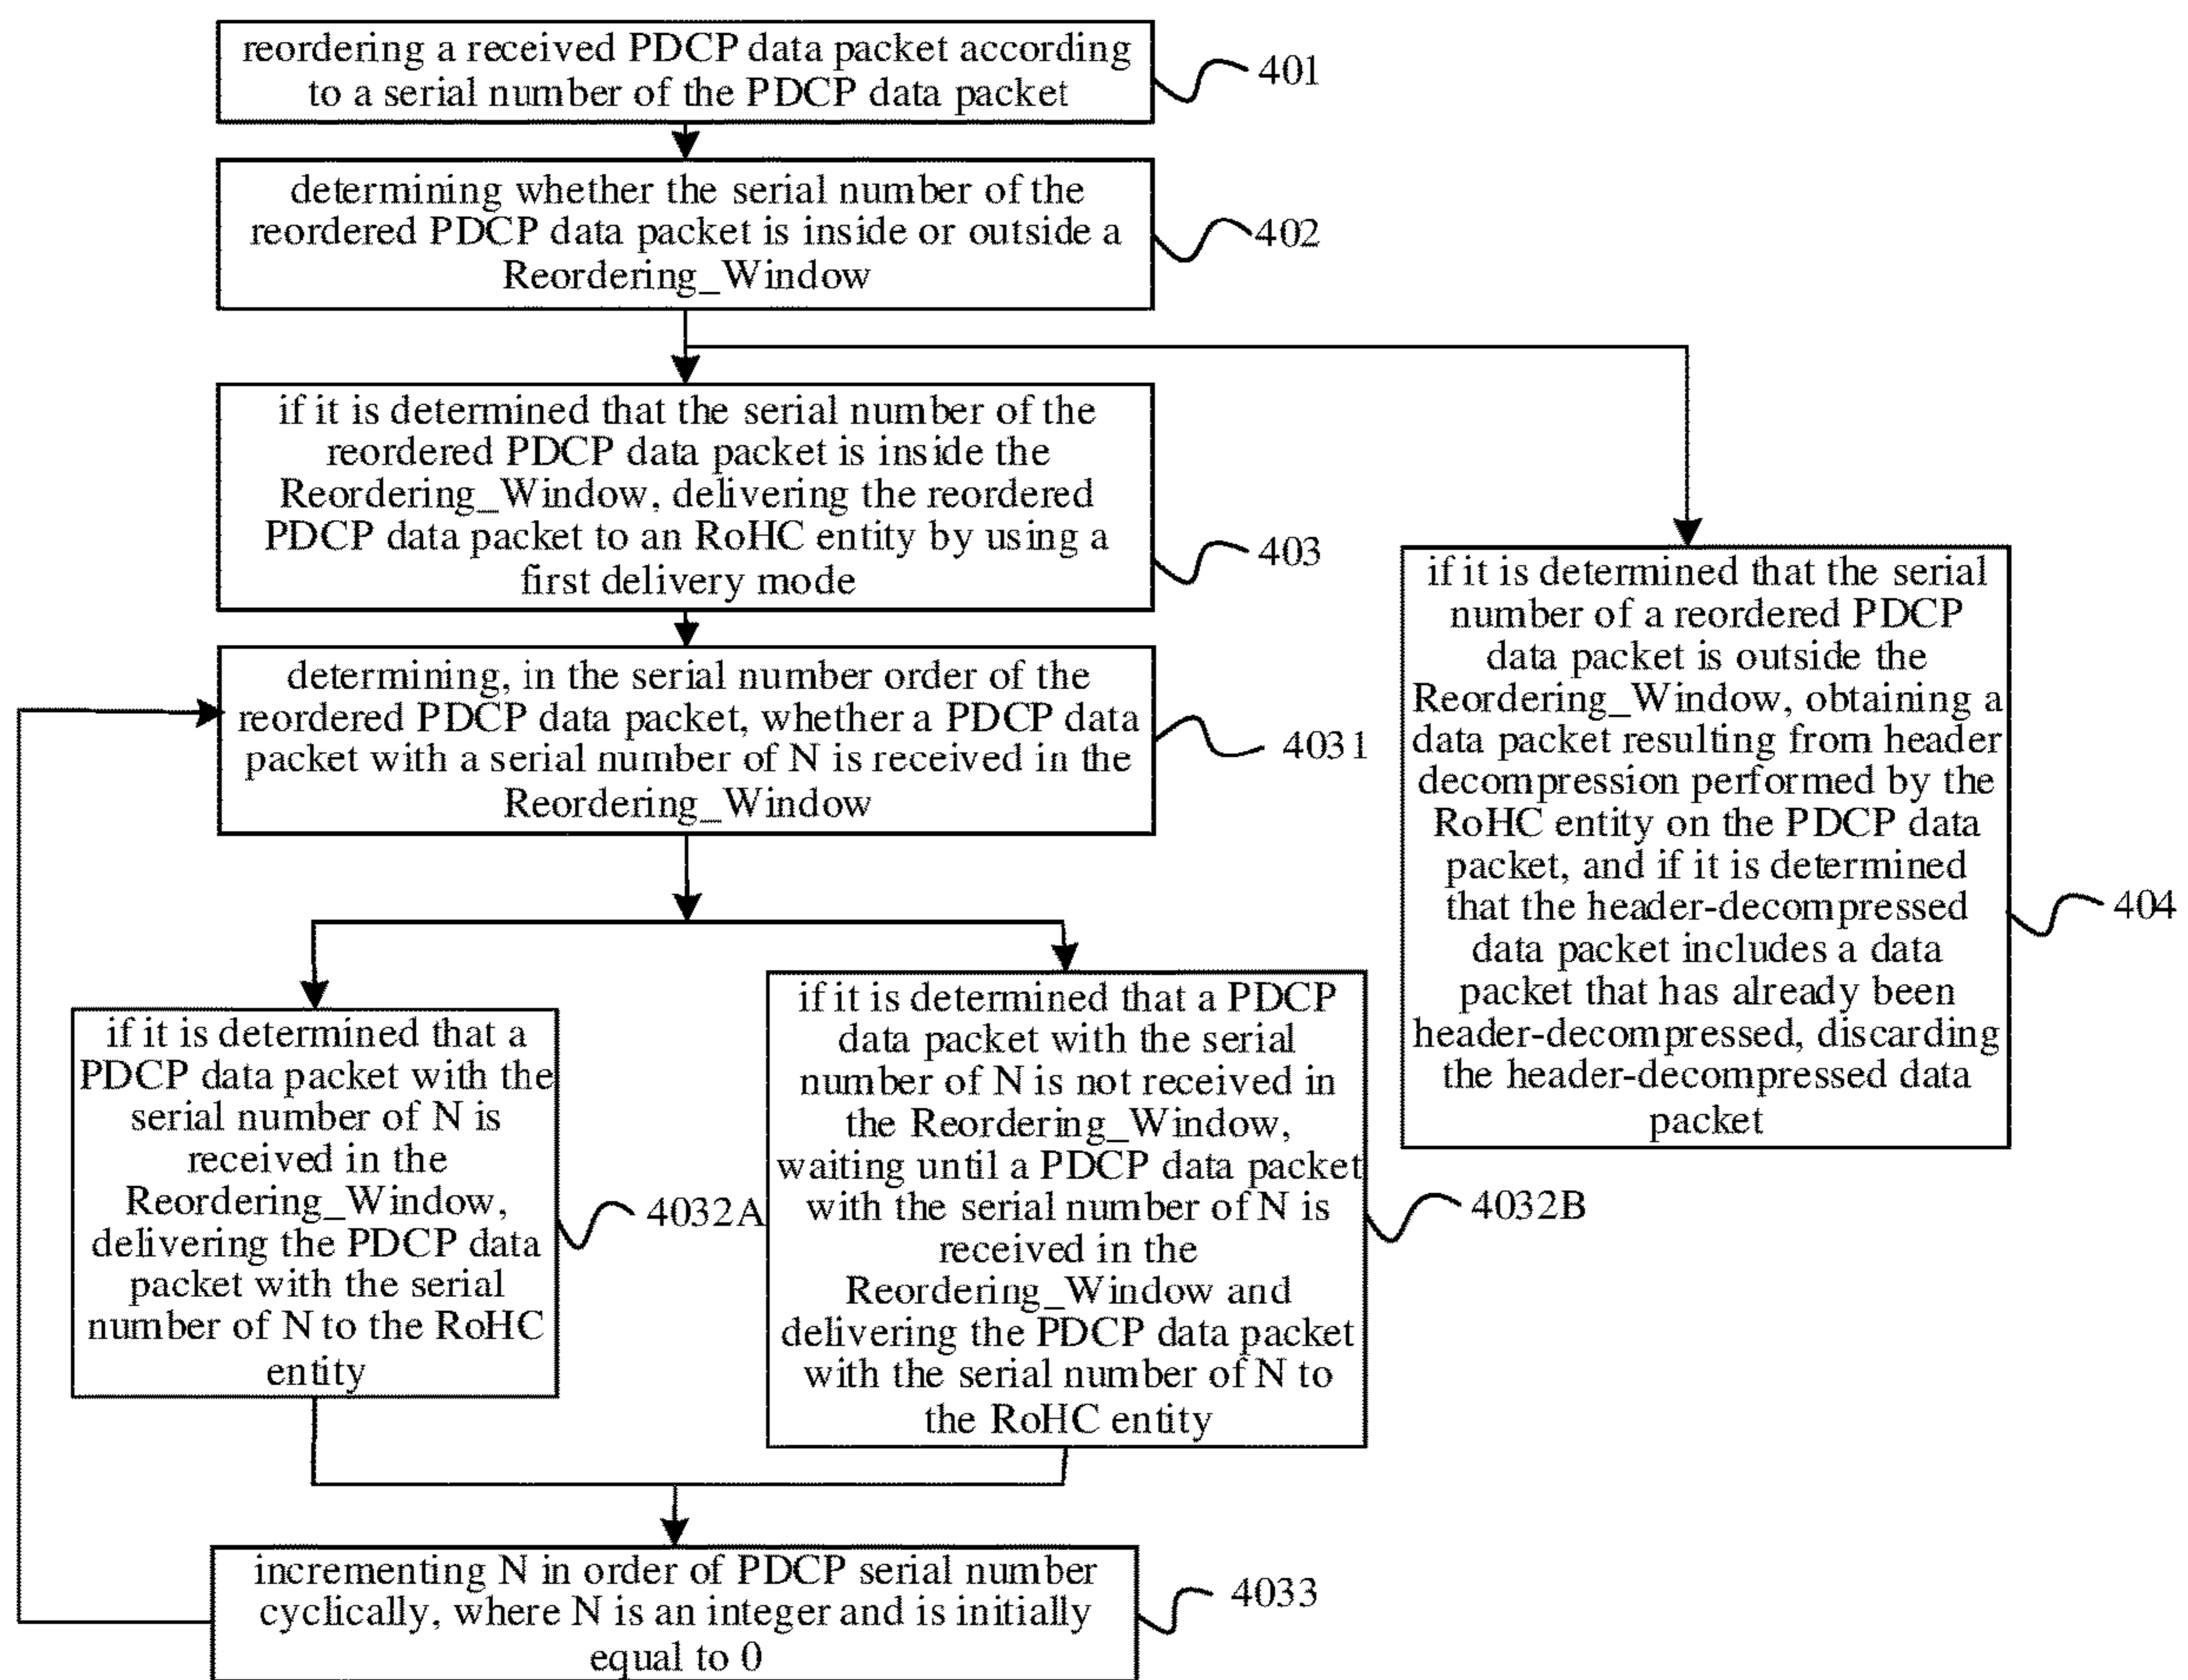 reordering a received PDCP data packet according
to a serial number of the PDCP data packet
401
determining whether the serial number of the
reordered PDCP data packet is inside or outside a
Reordering_Window
402
if it is determined that the serial number of the
reordered PDCP data packet is inside the
Reordering_Window, delivering the reordered
PDCP data packet to an RoHC entity by using a
first delivery mode
403
determining, in the serial number order of the
reordered PDCP data packet, whether a PDCP data
packet with a serial number of N is received in the
Reordering_Window
4031
if it is determined that the serial
number of a reordered PDCP
data packet is outside the
Reordering_Window, obtaining a
data packet resulting from header
decompression performed by the
RoHC entity on the PDCP data
packet, and if it is determined
that the header-decompressed
data packet includes a data
packet that has already been
header-decompressed, discarding
the header-decompressed data
packet
404
if it is determined that a
PDCP data packet with the
serial number of N is
received in the
Reordering_Window,
delivering the PDCP data
packet with the serial
number of N to the RoHC
entity
4032A
if it is determined that a PDCP
data packet with the serial
number of N is not received in
the Reordering_Window,
waiting until a PDCP data packet
with the serial number of N is
received in the
Reordering_Window and
delivering the PDCP data packet
with the serial number of N to
the RoHC entity
4032B
incrementing N in order of PDCP serial number
cyclically, where N is an integer and is initially
equal to 0
4033